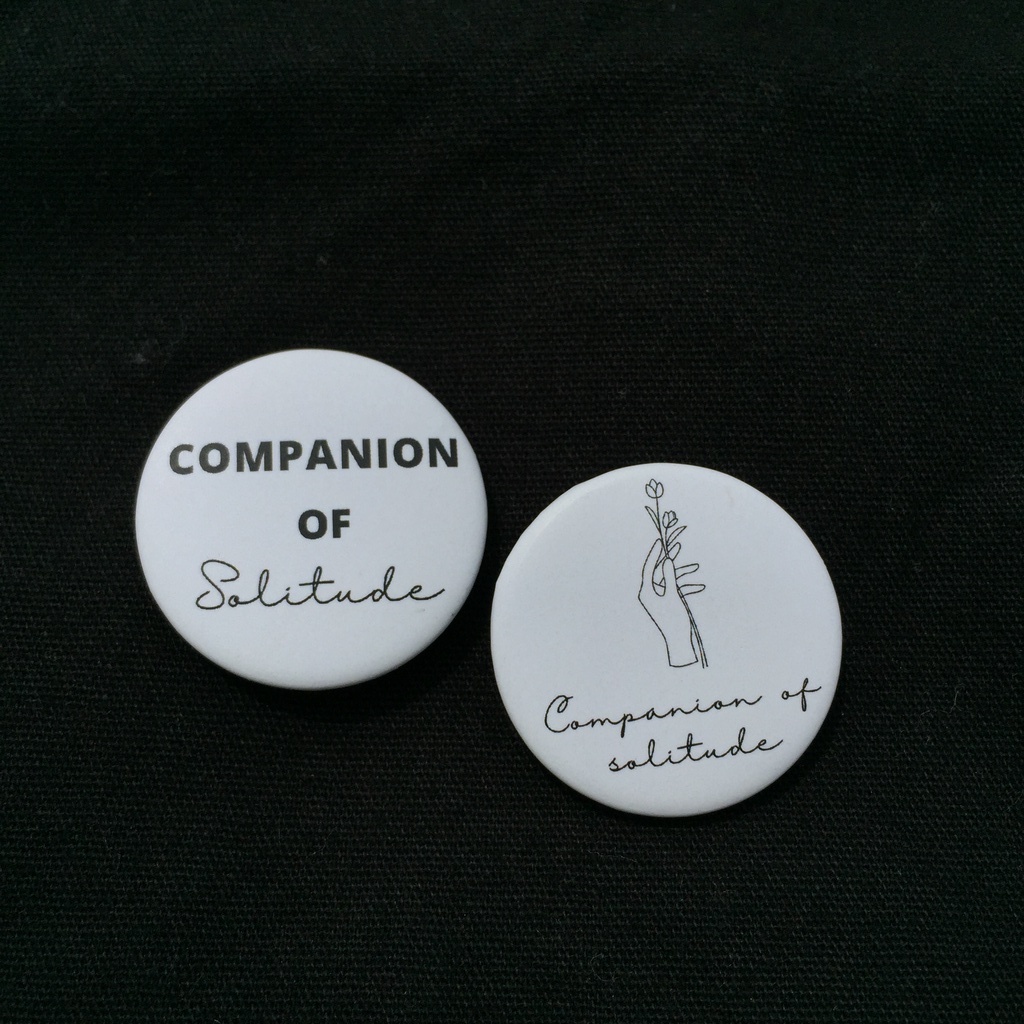 COMPANION
OF
Solitude
Companion of
solitude